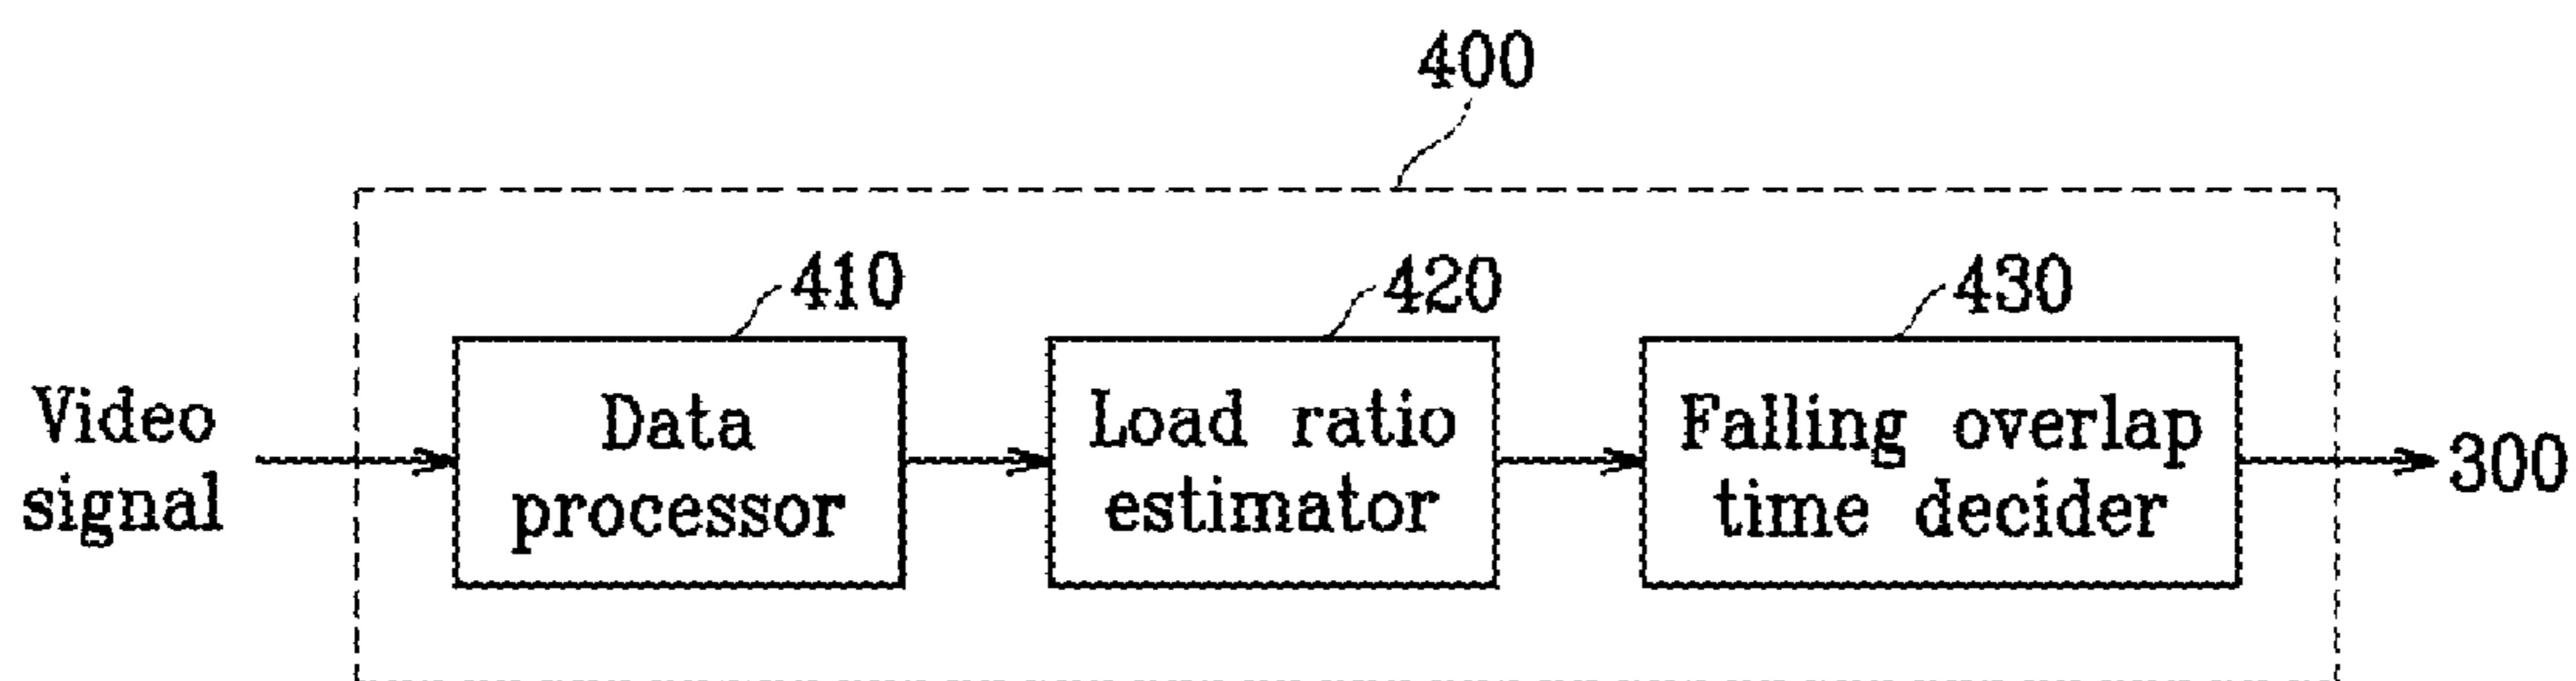 400
410
420
430
Video
signal
Data
processor
Load ratio
estimator
Falling overlap
time decider
300